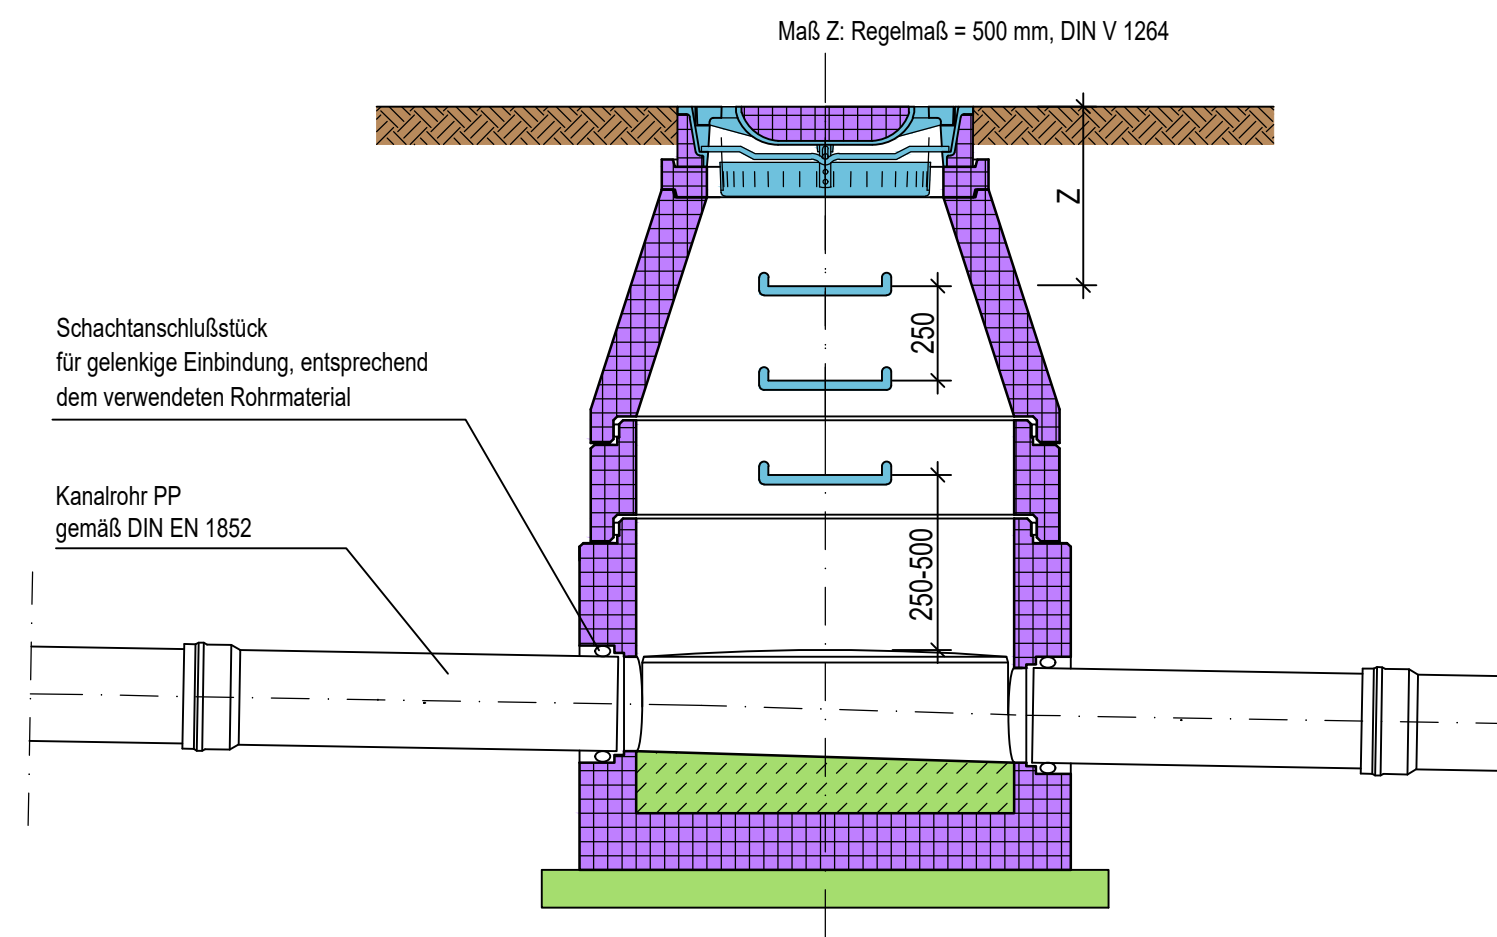 Maß Z: Regelmaß = 500 mm, DIN V 1264
Z
250
Schachtanschlußstück
für gelenkige Einbindung, entsprechend
dem verwendeten Rohrmaterial
Kanalrohr PP
gemäß DIN EN 1852
250-500